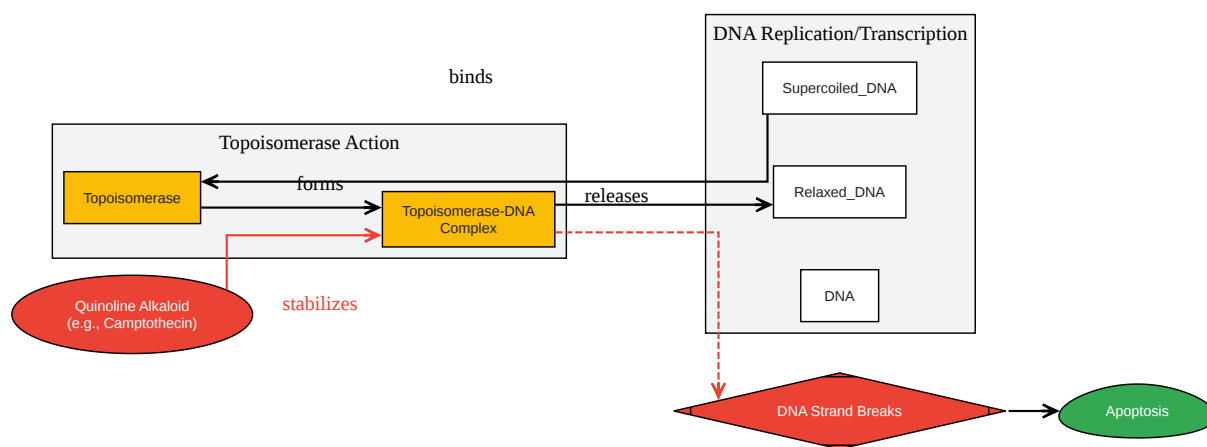 DNA Replication/Transcription
binds
Supercoiled_DNA
Topoisomerase Action
Topoisomerase
forms
Topoisomerase-DNA
Complex
releases
Relaxed_DNA
Quinoline Alkaloid
(e.g., Camptothecin)
stabilizes
DNA
DNA Strand Breaks
Apoptosis